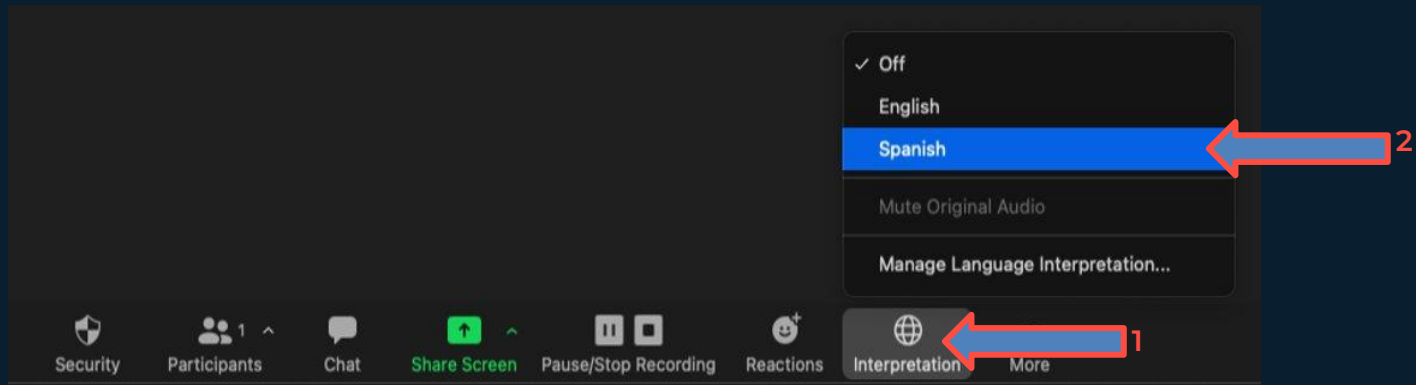 Off
English
Spanish
2
Mute Original Audio
Manage Language Interpretation...
1
1
Security
Participants
Chat
Share Screen
Pause/Stop Recording
Reactions
Interpretation
More